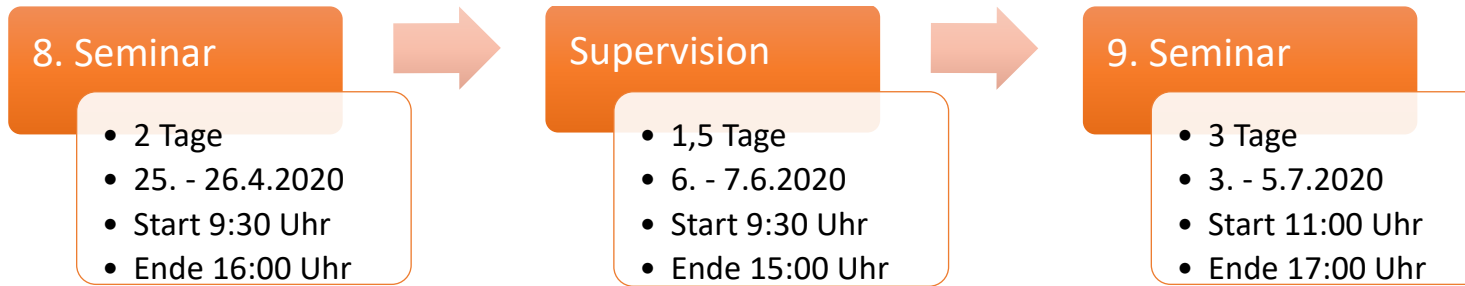 8. Seminar
• 2 Tage
• 25. - 26.4.2020
• Start 9:30 Uhr
• Ende 16:00 Uhr
Supervision
• 1,5 Tage
• 6. - 7.6.2020
• Start 9:30 Uhr
• Ende 15:00 Uhr
9. Seminar
• 3 Tage
• 3. - 5.7.2020
• Start 11:00 Uhr
• Ende 17:00 Uhr